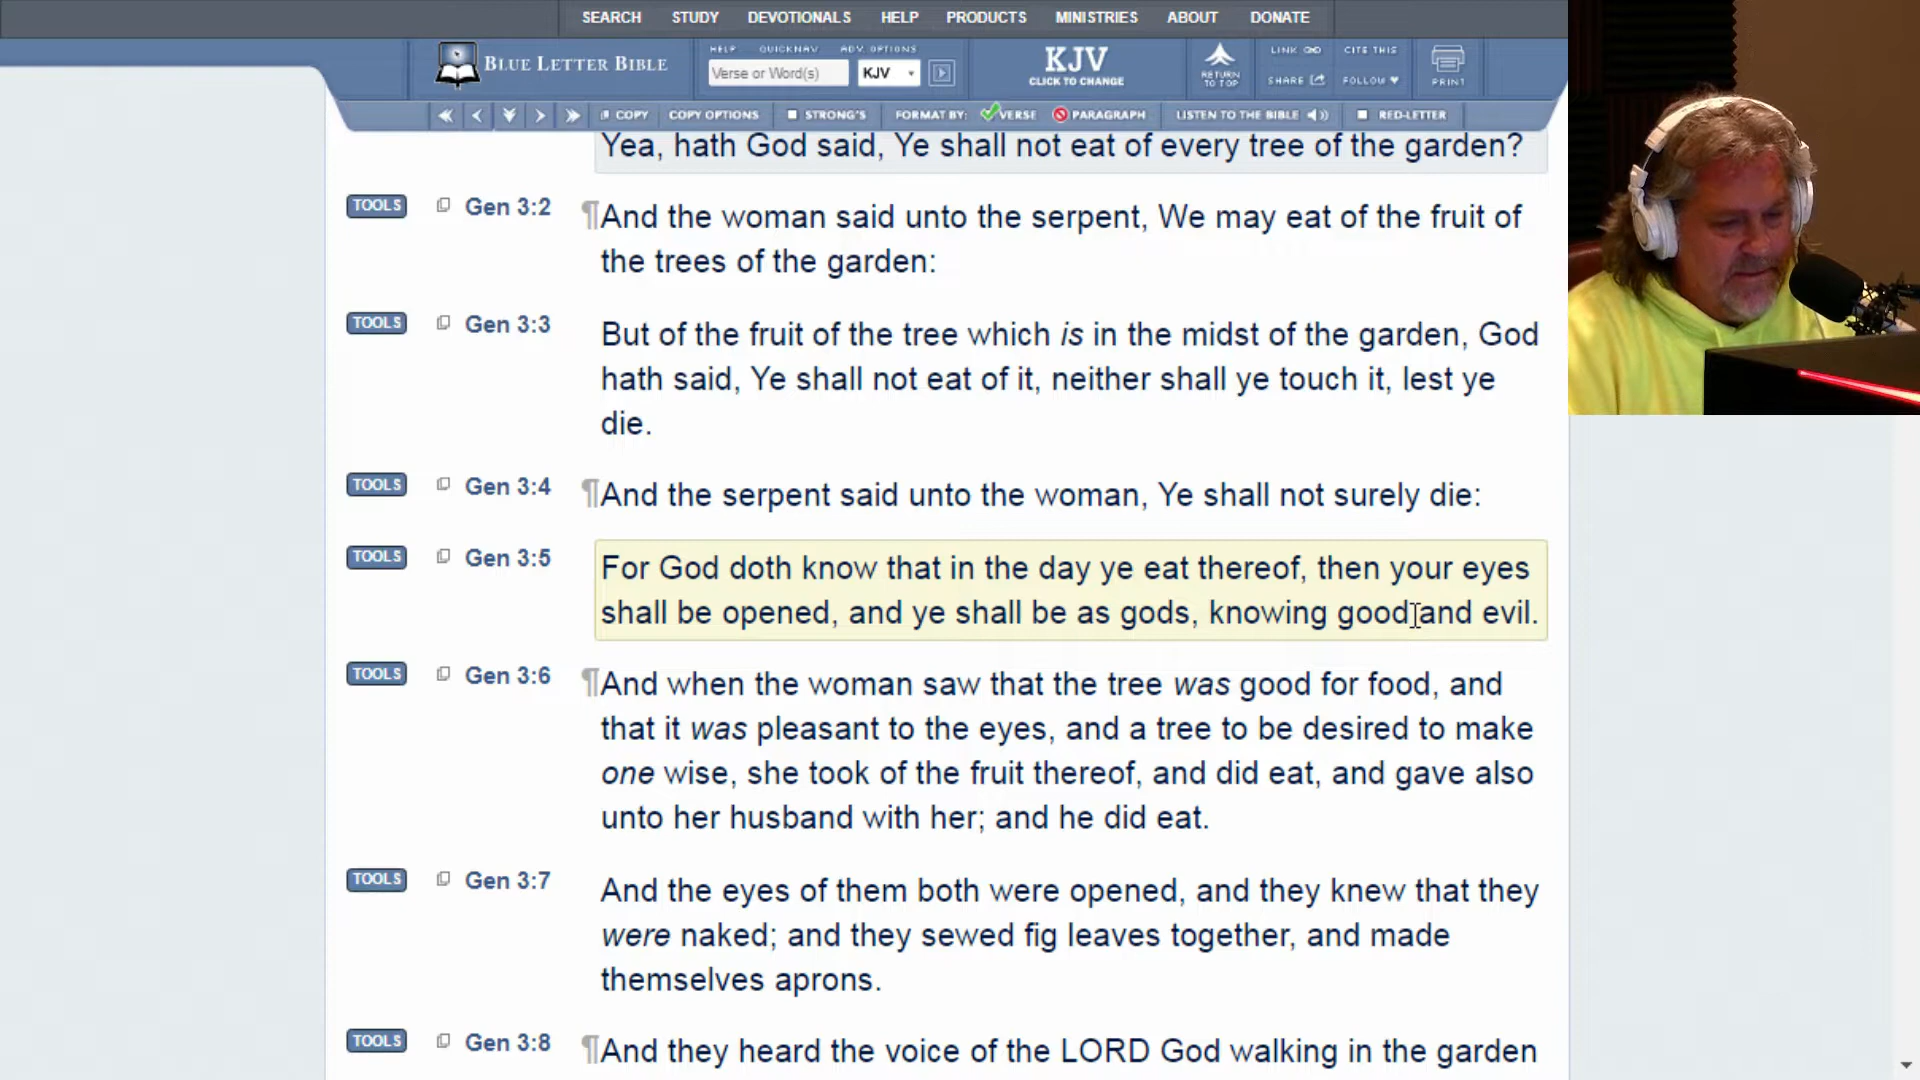 SEARCH STUDY DEVOTIONALS HELP PRODUCTS MINISTRIES ABOUT DONATE
HELP QUICKNAV ADV. OPTIONS
BLUE LETTER BIBLE
Verse or Word(s) KJV
KJV
CLICK TO CHANGE
RETURN
TO TOP
LINK CITE THIS
SHARE FOLLOW
PRINT
COPY COPY OPTIONS STRONG'S FORMAT BY: VERSE PARAGRAPH LISTEN TO THE BIBLE RED-LETTER
Yea, hath God said, Ye shall not eat of every tree of the garden?
TOOLS Gen 3:2 ¶And the woman said unto the serpent, We may eat of the fruit of
the trees of the garden:
TOOLS Gen 3:3 But of the fruit of the tree which is in the midst of the garden, God
hath said, Ye shall not eat of it, neither shall ye touch it, lest ye
die.
TOOLS Gen 3:4 ¶And the serpent said unto the woman, Ye shall not surely die:
TOOLS Gen 3:5 For God doth know that in the day ye eat thereof, then your eyes
shall be opened, and ye shall be as gods, knowing good and evil.
TOOLS Gen 3:6 ¶And when the woman saw that the tree was good for food, and
that it was pleasant to the eyes, and a tree to be desired to make
one wise, she took of the fruit thereof, and did eat, and gave also
unto her husband with her; and he did eat.
TOOLS Gen 3:7 And the eyes of them both were opened, and they knew that they
were naked; and they sewed fig leaves together, and made
themselves aprons.
TOOLS Gen 3:8 ¶And they heard the voice of the LORD God walking in the garden